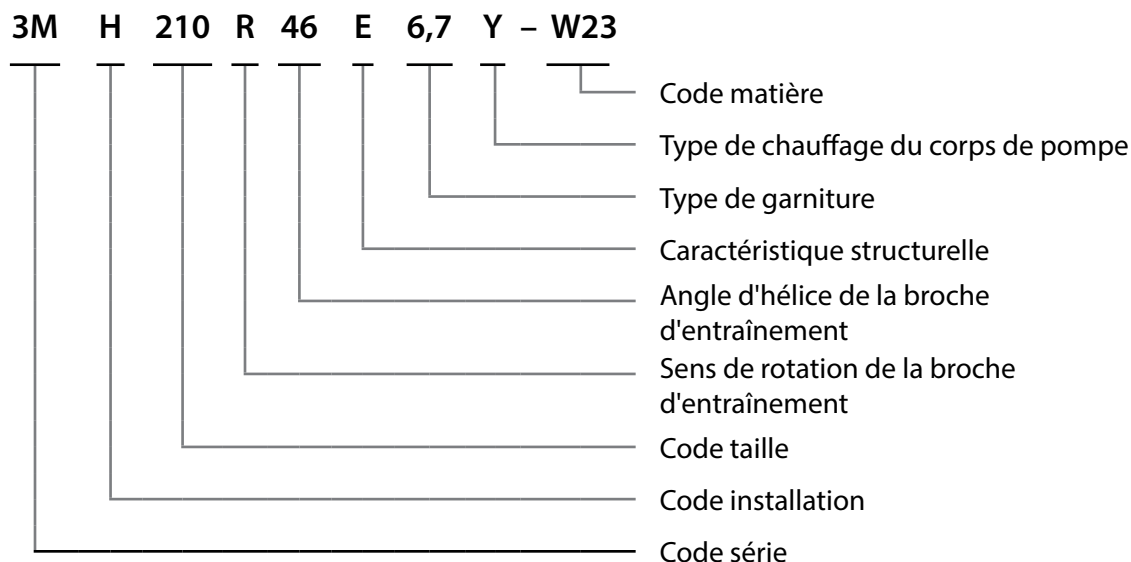 3M H 210 R 46 E 6,7 Y – W23
Code matière
Type de chauffage du corps de pompe
Type de garniture
Caractéristique structurelle
Angle d'hélice de la broche
d'entraînement
Sens de rotation de la broche
d'entraînement
Code taille
Code installation
Code série